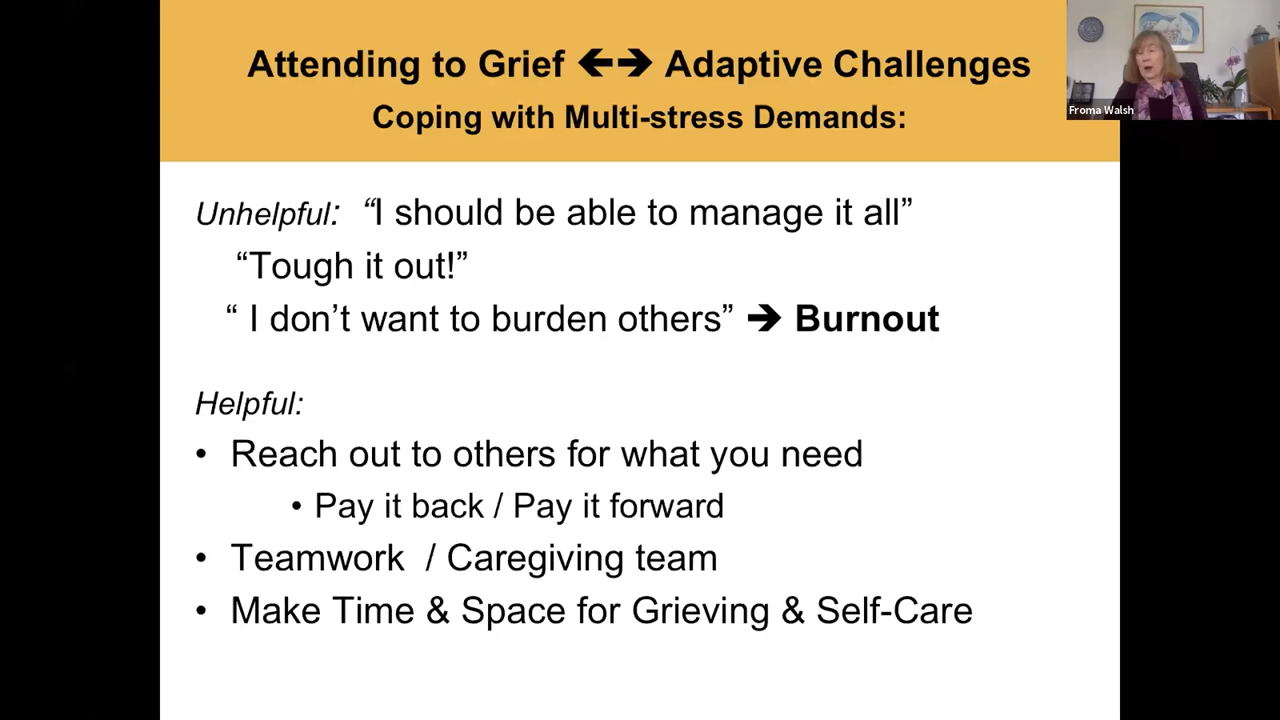 Attending to Grief 🡨🡪 Adaptive Challenges
Coping with Multi-stress Demands:
Froma Walsh
Unhelpful: “I should be able to manage it all”
“Tough it out!”
“ I don’t want to burden others” 🡪 Burnout
Helpful:
• Reach out to others for what you need
• Pay it back / Pay it forward
• Teamwork / Caregiving team
• Make Time & Space for Grieving & Self-Care